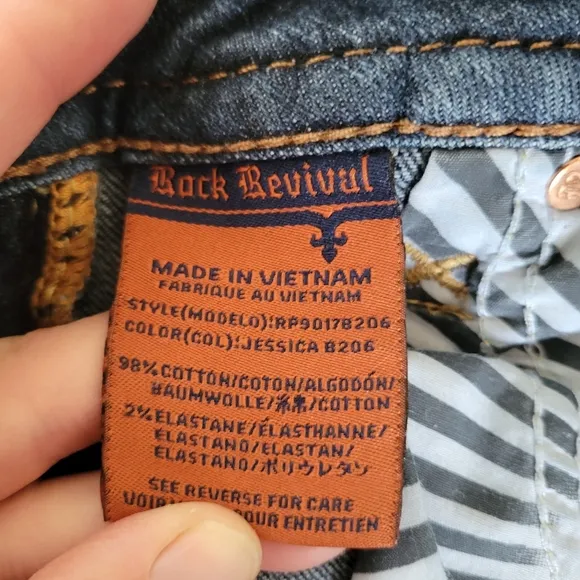 Rock Revival
MADE IN VIETNAM
FABRIQUE AU VIETNAM
STYLE(MODELO):RP9017B206
COLOR(COL):JESSICA B206
98%COTTON/COTON/ALGODÓN/
BAUMWOLLE/綿/COTTON
2%ELASTANE/ÉLASTHANNE/
ELASTANO/ELASTAN/
ELASTANO/ポリウレタン
SEE REVERSE FOR CARE
POUR ENTRETIEN